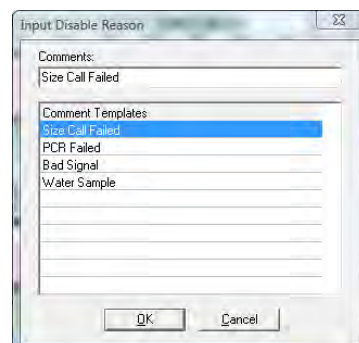 Input Disable Reason
Comments:
Size Call Failed
Comment Templates
Size Call Failed
PCR Failed
Bad Signal
Water Sample
OK Cancel